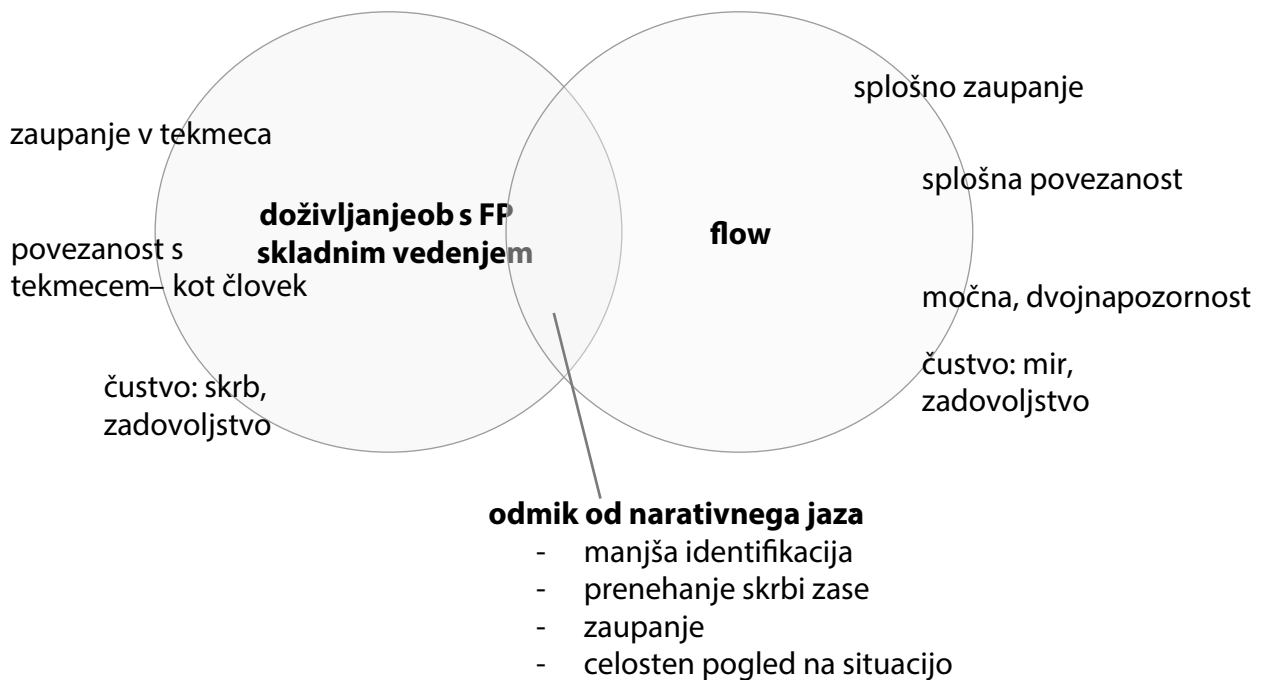 splošno zaupanje
zaupanje v tekmeca
splošna povezanost
doživljanjeob s FP
skladnim vedenjem
flow
povezanost s
tekmecem– kot človek
močna, dvojnapozornost
čustvo: mir,
zadovoljstvo
čustvo: skrb,
zadovoljstvo
odmik od narativnega jaza
- manjša identifikacija
- prenehanje skrbi zase
- zaupanje
- celosten pogled na situacijo